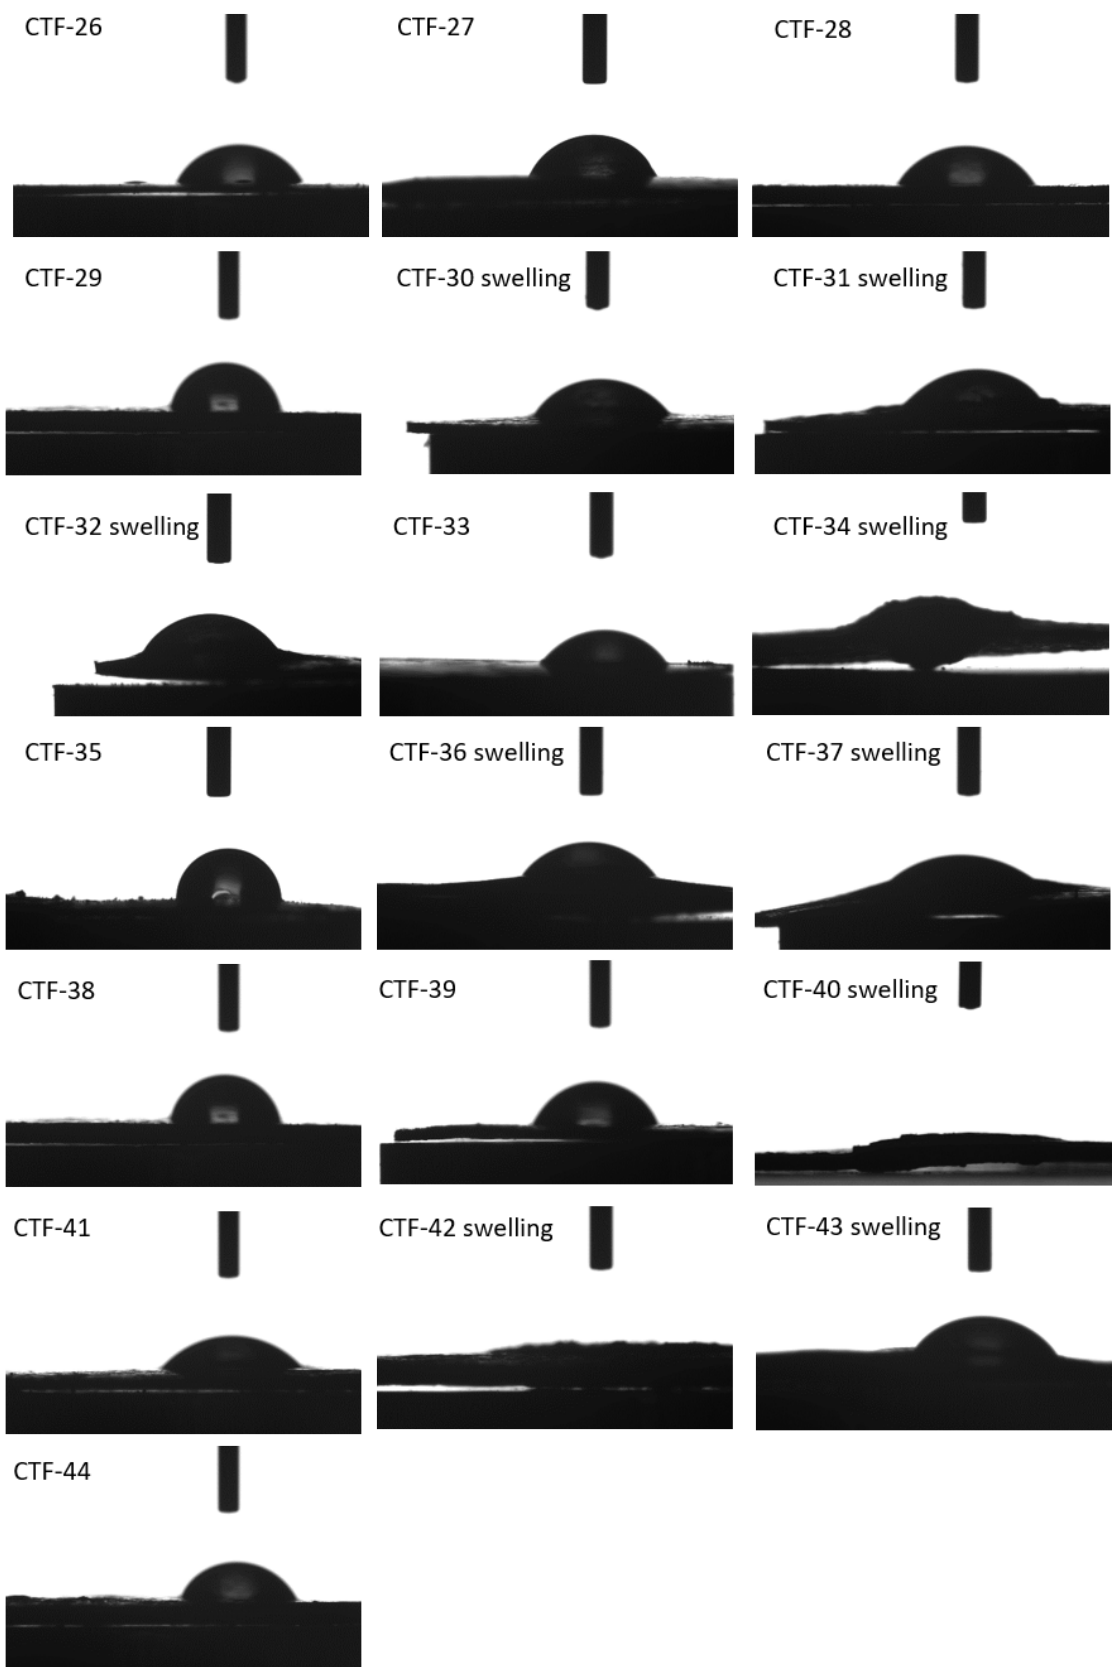 CTF-26
CTF-27
CTF-28
CTF-29
CTF-30 swelling
CTF-31 swelling
CTF-32 swelling
CTF-33
CTF-34 swelling
CTF-35
CTF-36 swelling
CTF-37 swelling
CTF-38
CTF-39
CTF-40 swelling
CTF-41
CTF-42 swelling
CTF-43 swelling
CTF-44